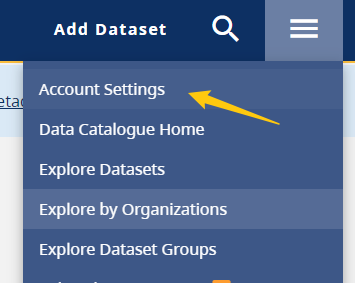 Add Dataset
Account Settings
Data Catalogue Home
Explore Datasets
Explore by Organizations
Explore Dataset Groups